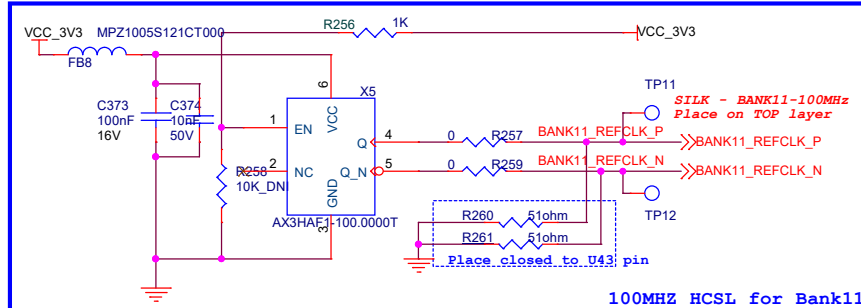 R256
1K
VCC_3V3
MPZ1005S121CT000
VCC_3V3
FB8
TP11
X5
6
SILK - BANK11-100MHz
Place on TOP layer
C373
C374
100nF
10nF
16V
50V
1
EN
VCC
Q
4
0
R257
BANK11_REFCLK_P
BANK11_REFCLK_P
2
NC
Q_N
5
0
R259
BANK11_REFCLK_N
BANK11_REFCLK_N
R258
10K_DNI
GND
3
AX3HAF1-100.0000T
TP12
R260
51ohm
R261
51ohm
Place closed to U43 pin
100MHZ HCSL for Bank11